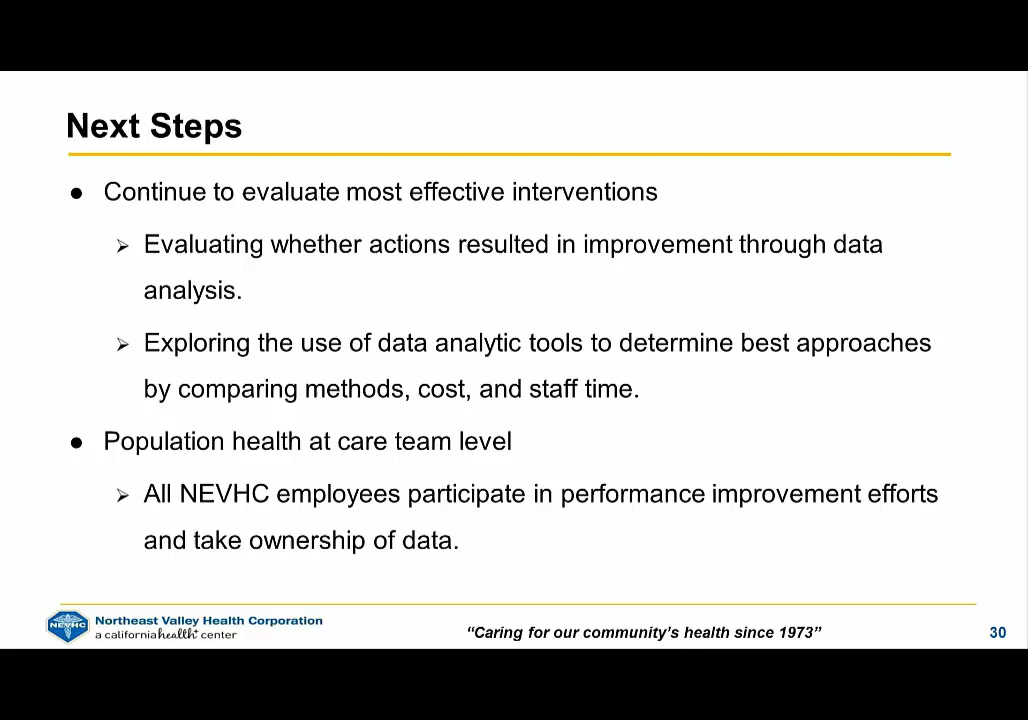 Next Steps
● Continue to evaluate most effective interventions
➢ Evaluating whether actions resulted in improvement through data
analysis.
➢ Exploring the use of data analytic tools to determine best approaches
by comparing methods, cost, and staff time.
● Population health at care team level
➢ All NEVHC employees participate in performance improvement efforts
and take ownership of data.
NEVHC
Northeast Valley Health Corporation
a california health+ center
“Caring for our community’s health since 1973”
30